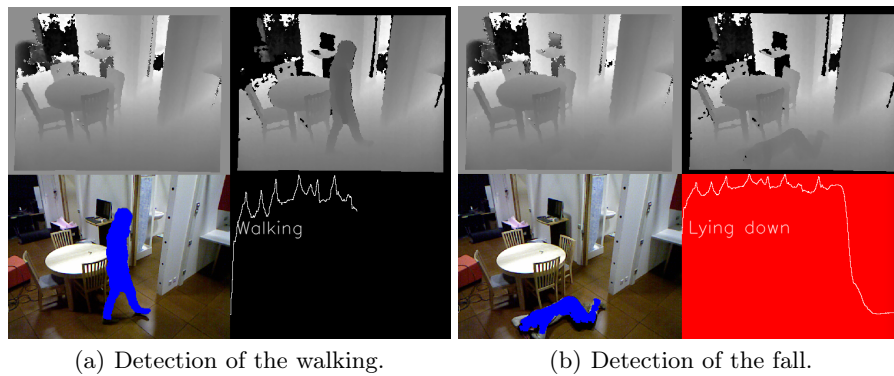 Walking
Lying down
(a) Detection of the walking.
(b) Detection of the fall.